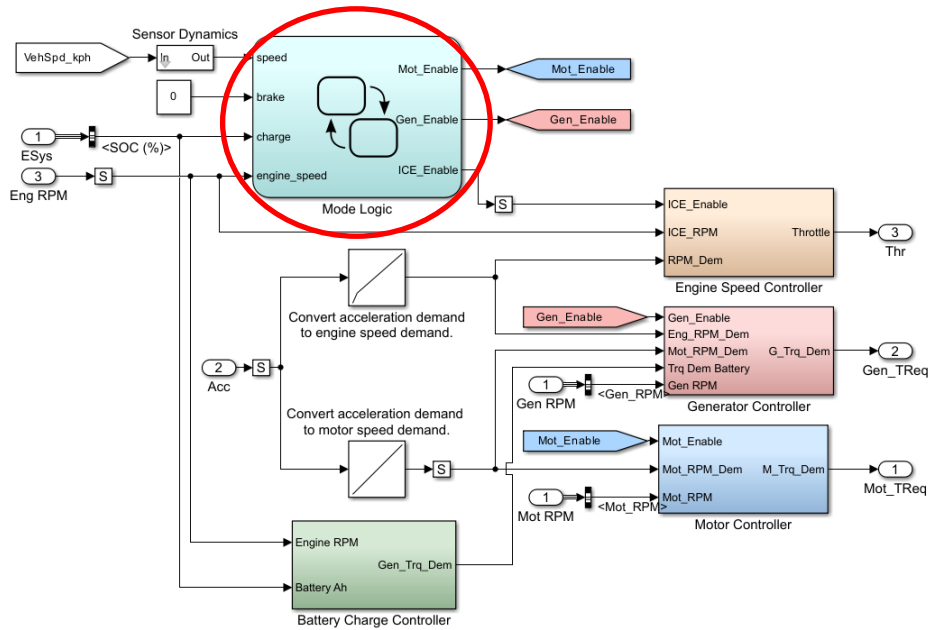 Sensor Dynamics
VehSpd_kph
In
Out
speed
Mot_Enable
Mot_Enable
0
brake
Gen_Enable
Gen_Enable
1
ESys
<SOC (%)>
charge
3
Eng RPM
S
engine_speed
ICE_Enable
Mode Logic
S
ICE_Enable
ICE_RPM
RPM_Dem
Throttle
3
Thr
Engine Speed Controller
Convert acceleration demand
to engine speed demand.
Gen_Enable
Gen_Enable
Eng_RPM_Dem
Mot_RPM_Dem
Trq Dem Battery
Gen RPM
G_Trq_Dem
2
Gen_TReq
2
Acc
S
1
Gen RPM
<Gen_RPM>
Generator Controller
Convert acceleration demand
to motor speed demand.
S
Mot_Enable
Mot_Enable
Mot_RPM_Dem
Mot_RPM
M_Trq_Dem
1
Mot_TReq
1
Mot RPM
<Mot_RPM>
Motor Controller
Engine RPM
Gen_Trq_Dem
Battery Ah
Battery Charge Controller